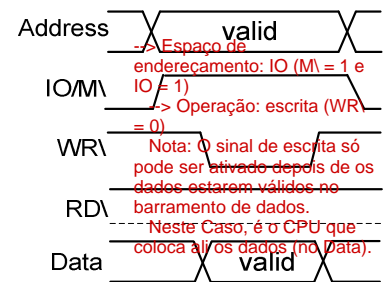 Address valid
--> Espaço de
endereçamento: IO (M\ = 1 e
IO = 1)
IO/M\
--> Operação: escrita (WR\
= 0)
WR\
Nota: O sinal de escrita só
pode ser ativado depois de os
dados estarem válidos no
barramento de dados.
RD\
Neste Caso, é o CPU que
coloca ali os dados (no Data).
Data valid